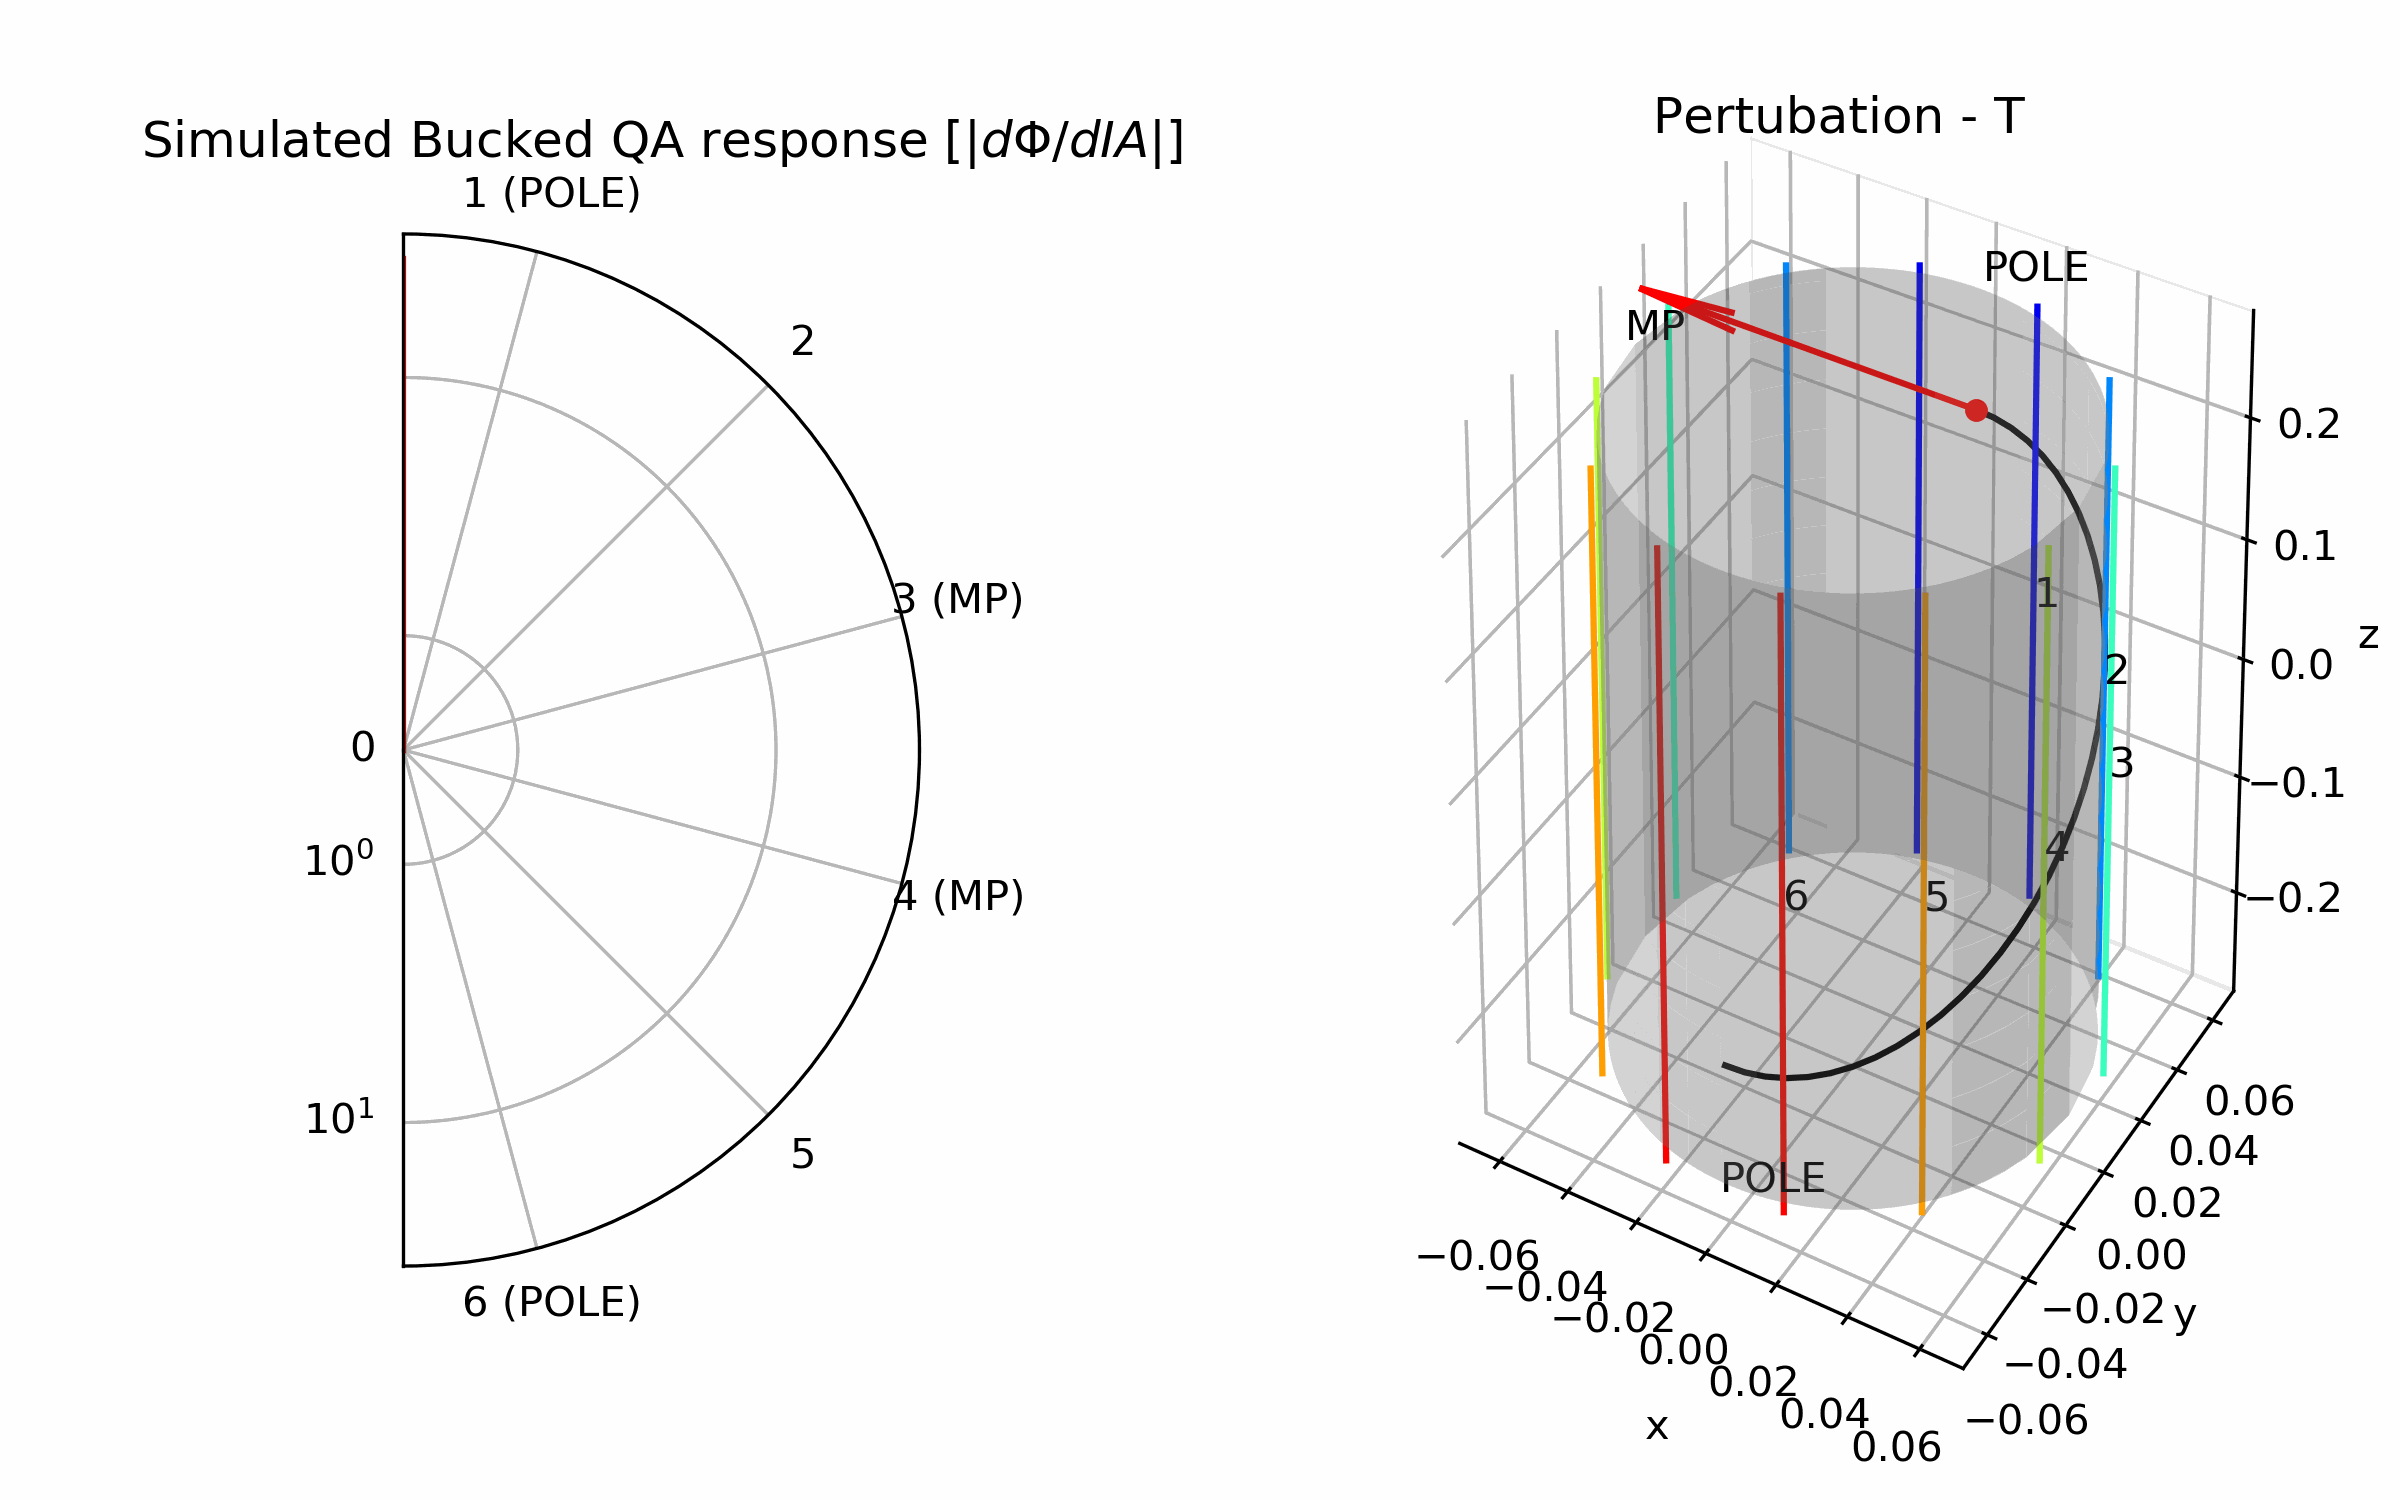 Simulated Bucked QA response [|dΦ/dIA|]
1 (POLE)
2
3 (MP)
0
10⁰
4 (MP)
10¹
5
6 (POLE)
Pertubation - T
POLE
MP
0.2
0.1
1
z
0.0
2
3
−0.1
4
6
5
−0.2
POLE
0.06
0.04
0.02
0.00
−0.02
y
−0.04
−0.06
−0.06
−0.04
−0.02
0.00
0.02
0.04
0.06
x